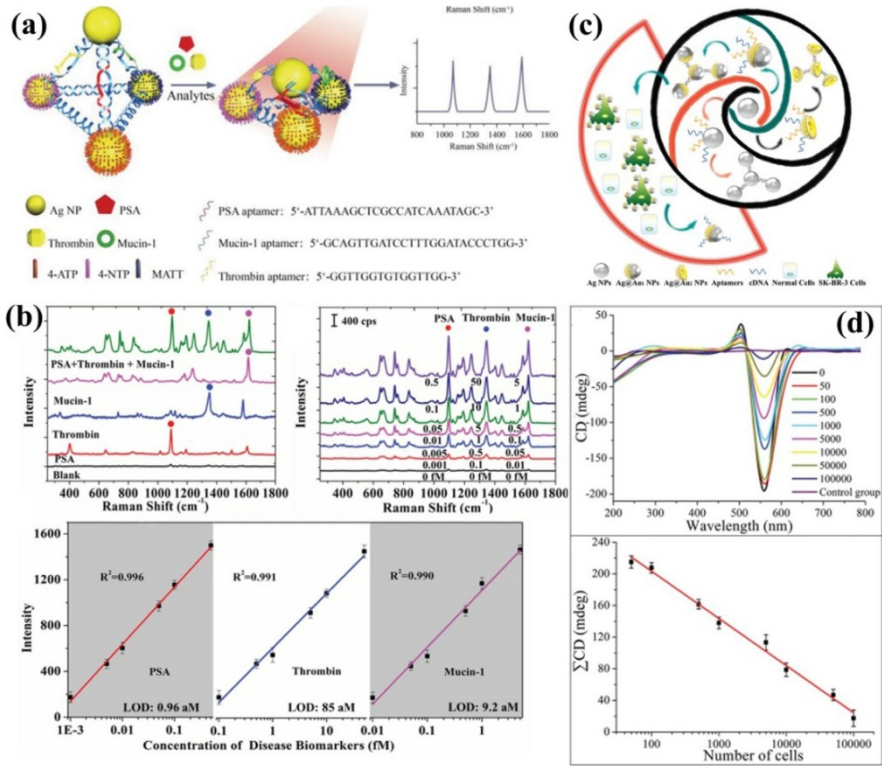 (a)
Analytes
Raman Shift (cm⁻¹)
Intensity
800 1000 1200 1400 1600 1800
Raman Shift (cm⁻¹)
Ag NP PSA
Thrombin Mucin-1
4-ATP 4-NTP MATT
PSA aptamer: 5‘-ATTAAAGCTCGCCATCAAATAGC-3’
Mucin-1 aptamer: 5‘-GCAGTTGATCCTTTGGATACCCTGG-3’
Thrombin aptamer: 5‘-GGTTGGTGTGGTTGG-3’
(c)
Ag NPs Ag@Au₁ NPs Ag@Au₂ NPs Aptamers cDNA Normal Cells SK-BR-3 Cells
(b)
Intensity
PSA+Thrombin + Mucin-1
Mucin-1
Thrombin
PSA
Blank
400 600 800 1000 1200 1400 1600 1800
Raman Shift (cm⁻¹)
400 cps
PSA Thrombin Mucin-1
Intensity
0.5 50 5
0.1 10 1
0.05 5 0.5
0.01 1 0.1
0.005 0.5 0.05
0.001 0.1 0.01
0 fM 0 fM 0 fM
400 600 800 1000 1200 1400 1600 1800
Raman Shift (cm⁻¹)
Intensity
1600
1200
800
400
0
R²=0.996
PSA
LOD: 0.96 aM
R²=0.991
Thrombin
LOD: 85 aM
R²=0.990
Mucin-1
LOD: 9.2 aM
1E-3 0.01 0.1 1 10 0.01 0.1 1
Concentration of Disease Biomarkers (fM)
(d)
CD (mdeg)
50
0
-50
-100
-150
-200
0
50
100
500
1000
5000
10000
50000
100000
Control group
200 300 400 500 600 700 800
Wavelength (nm)
∑CD (mdeg)
240
200
160
120
80
40
0
100 1000 10000 100000
Number of cells